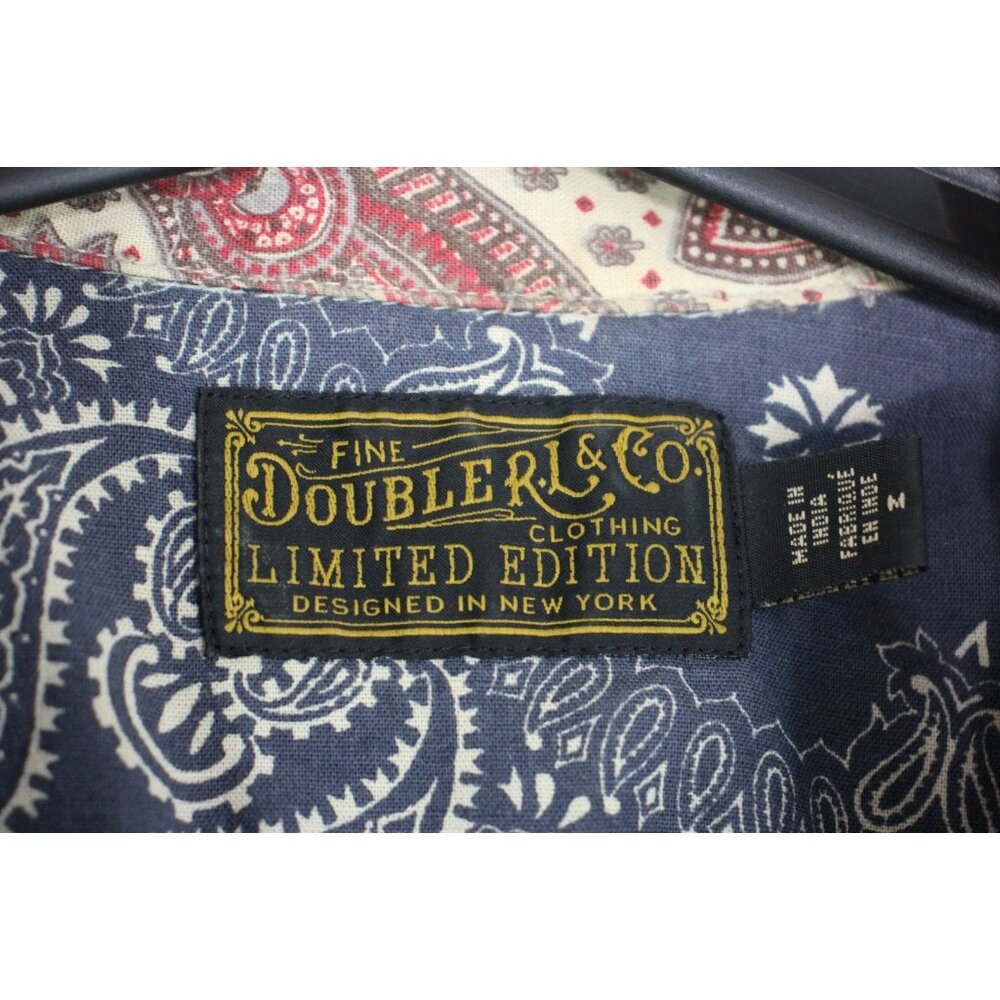 FINE
DOUBLE RL & CO.
CLOTHING
LIMITED EDITION
DESIGNED IN NEW YORK
MADE IN
INDIA
FABRIQUÉ
EN INDE
M